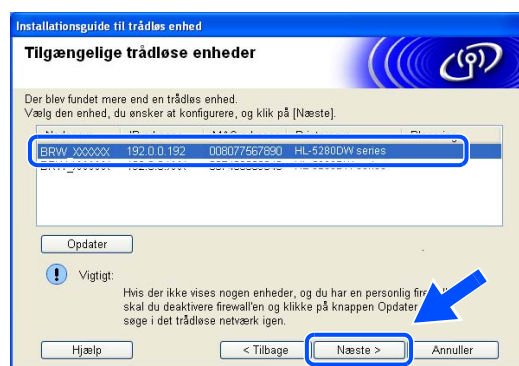 Installationsguide til trådløs enhed
Tilgængelige trådløse enheder
Der blev fundet mere end en trådløs enhed.
Vælg den enhed, du ønsker at konfigurere, og klik på [Næste].
BRW_XXXXXX 192.0.0.192 008077567890 HL-5280DW series
Opdater
Vigtigt:
Hvis der ikke vises nogen enheder, og du har en personlig
skal du deaktivere firewall'en og klikke på knappen Opdater
søge i det trådløse netværk igen.
Hjælp < Tilbage Næste > Annuller